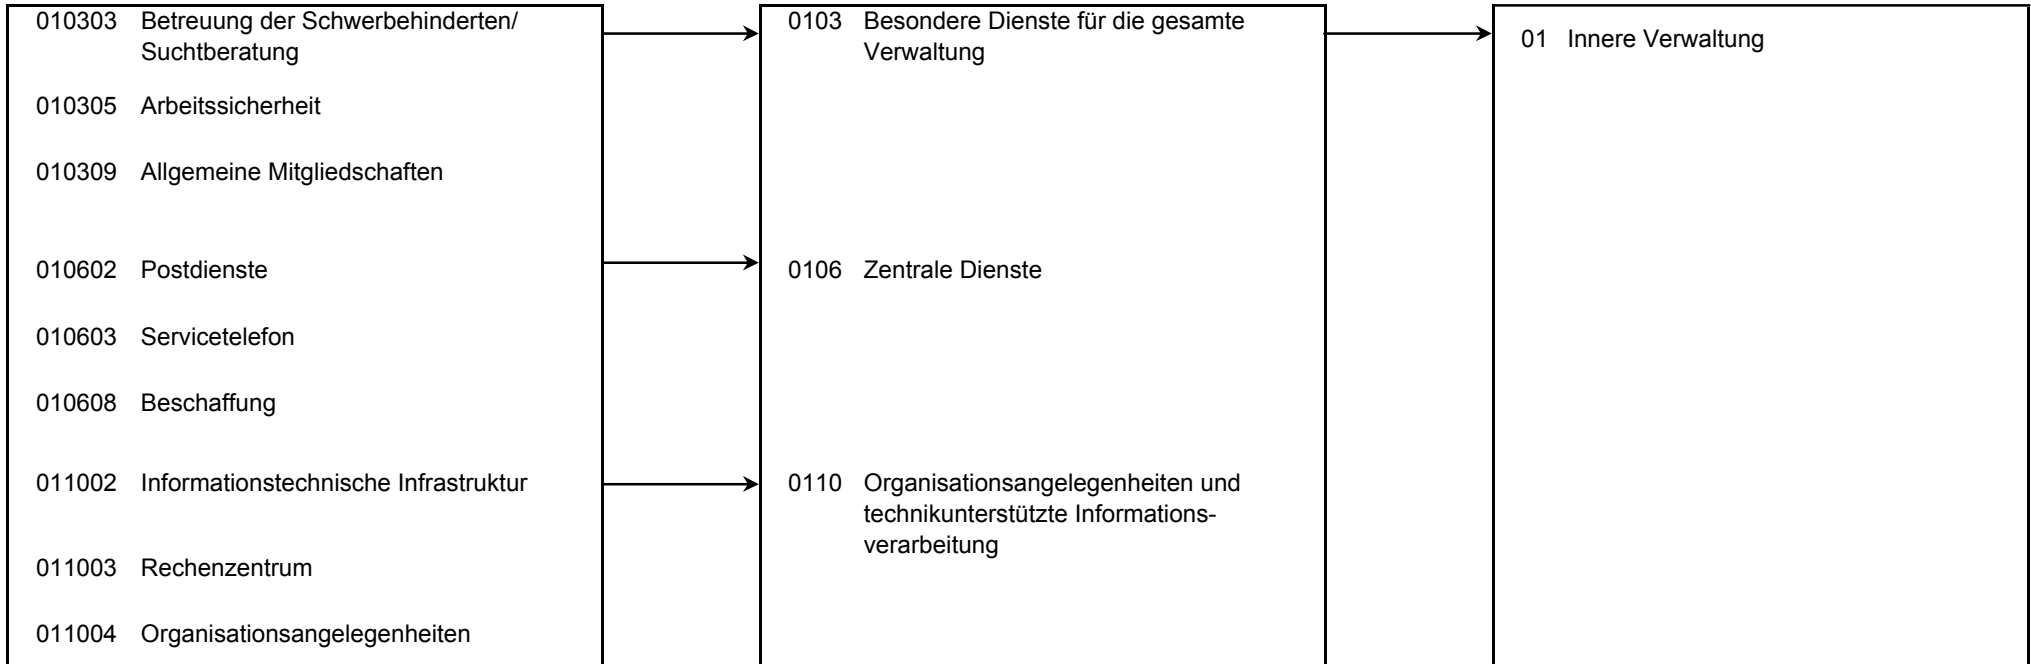 010303 Betreuung der Schwerbehinderten/
Suchtberatung
010305 Arbeitssicherheit
010309 Allgemeine Mitgliedschaften
010602 Postdienste
010603 Servicetelefon
010608 Beschaffung
011002 Informationstechnische Infrastruktur
011003 Rechenzentrum
011004 Organisationsangelegenheiten
0103 Besondere Dienste für die gesamte
Verwaltung
0106 Zentrale Dienste
0110 Organisationsangelegenheiten und
technikunterstützte Informations-
verarbeitung
01 Innere Verwaltung